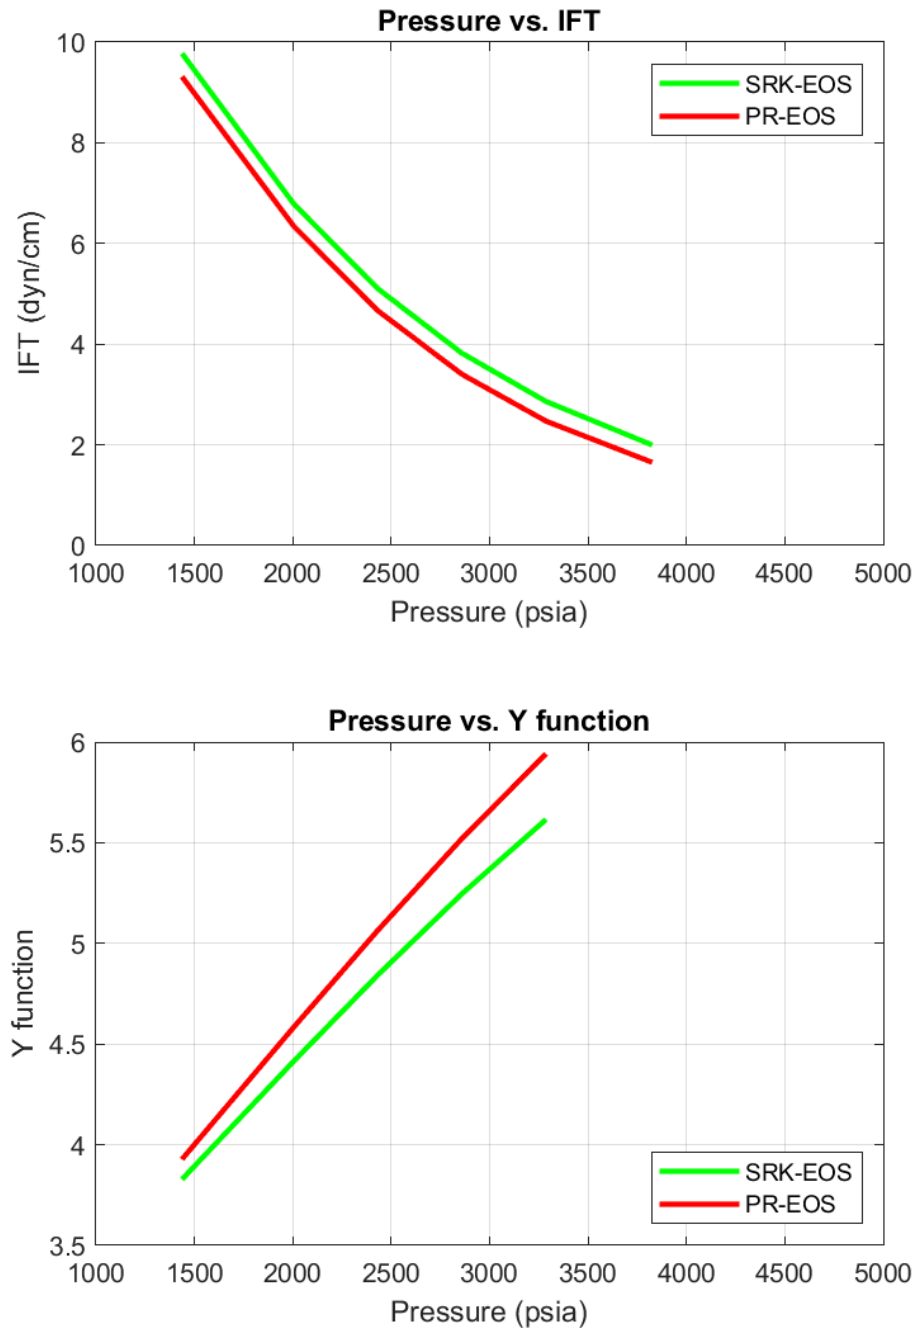 Pressure vs. IFT
10
8
6
4
2
0
IFT (dyn/cm)
SRK-EOS
PR-EOS
1000 1500 2000 2500 3000 3500 4000 4500 5000
Pressure (psia)
Pressure vs. Y function
6
5.5
5
4.5
4
3.5
Y function
SRK-EOS
PR-EOS
1000 1500 2000 2500 3000 3500 4000 4500 5000
Pressure (psia)